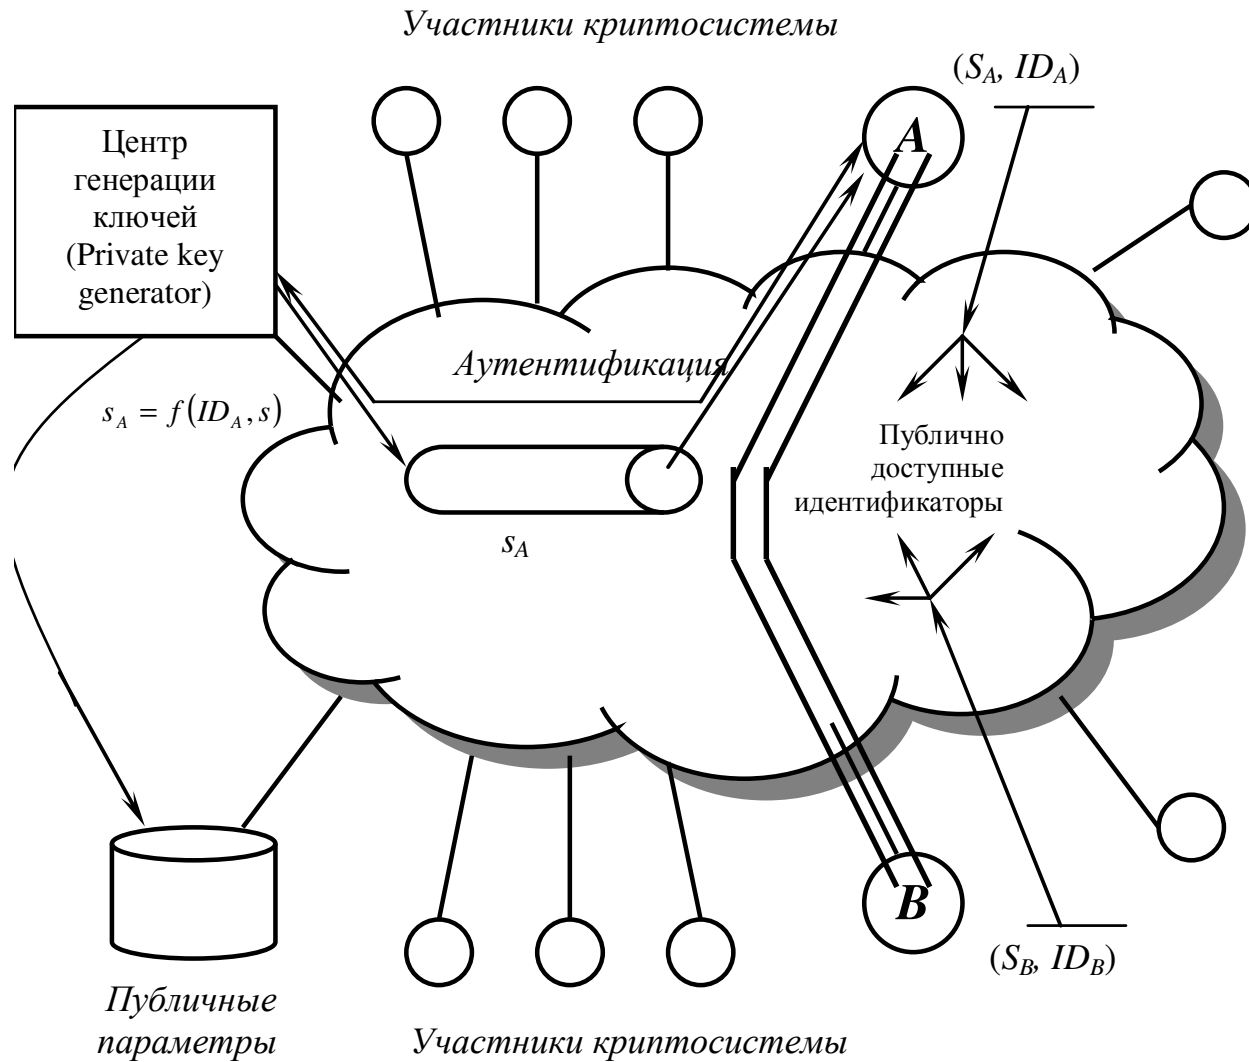 Участники криптосистемы
(S_A, ID_A)
A
Центр
генерации
ключей
(Private key
generator)
Аутентификация
s_A = f(ID_A, s)
Публично
доступные
идентификаторы
s_A
B
(S_B, ID_B)
Публичные
параметры
Участники криптосистемы